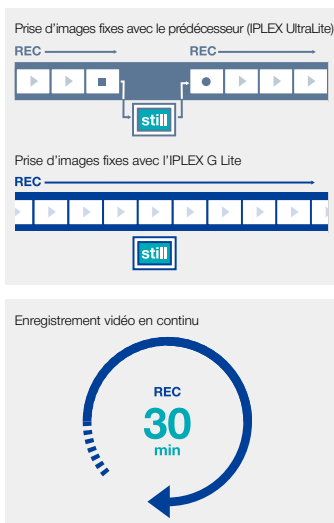 Prise d'images fixes avec le prédécesseur (IPLEX UltraLite)
REC REC
still
Prise d'images fixes avec l'IPLEX G Lite
REC
still
Enregistrement vidéo en continu
REC
30
min